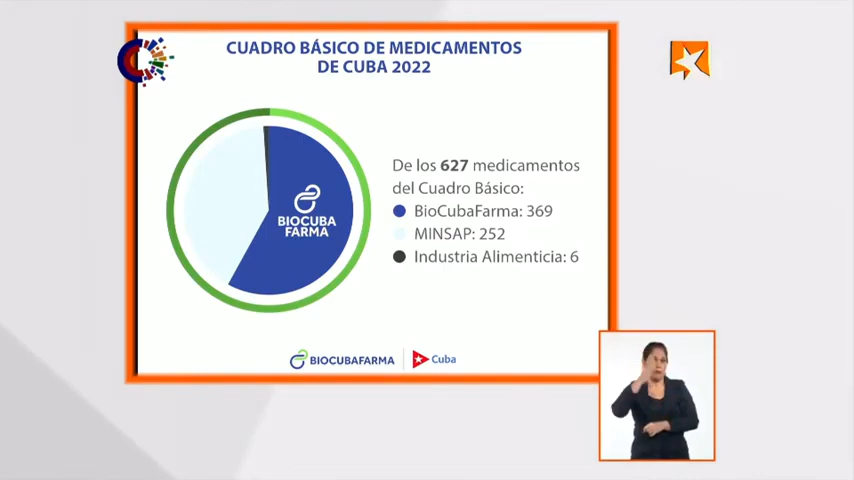 CUADRO BÁSICO DE MEDICAMENTOS
DE CUBA 2022
De los 627 medicamentos
del Cuadro Básico:
BioCubaFarma: 369
MINSAP: 252
Industria Alimenticia: 6
BIOCUBA
FARMA
BIOCUBAFARMA
Cuba